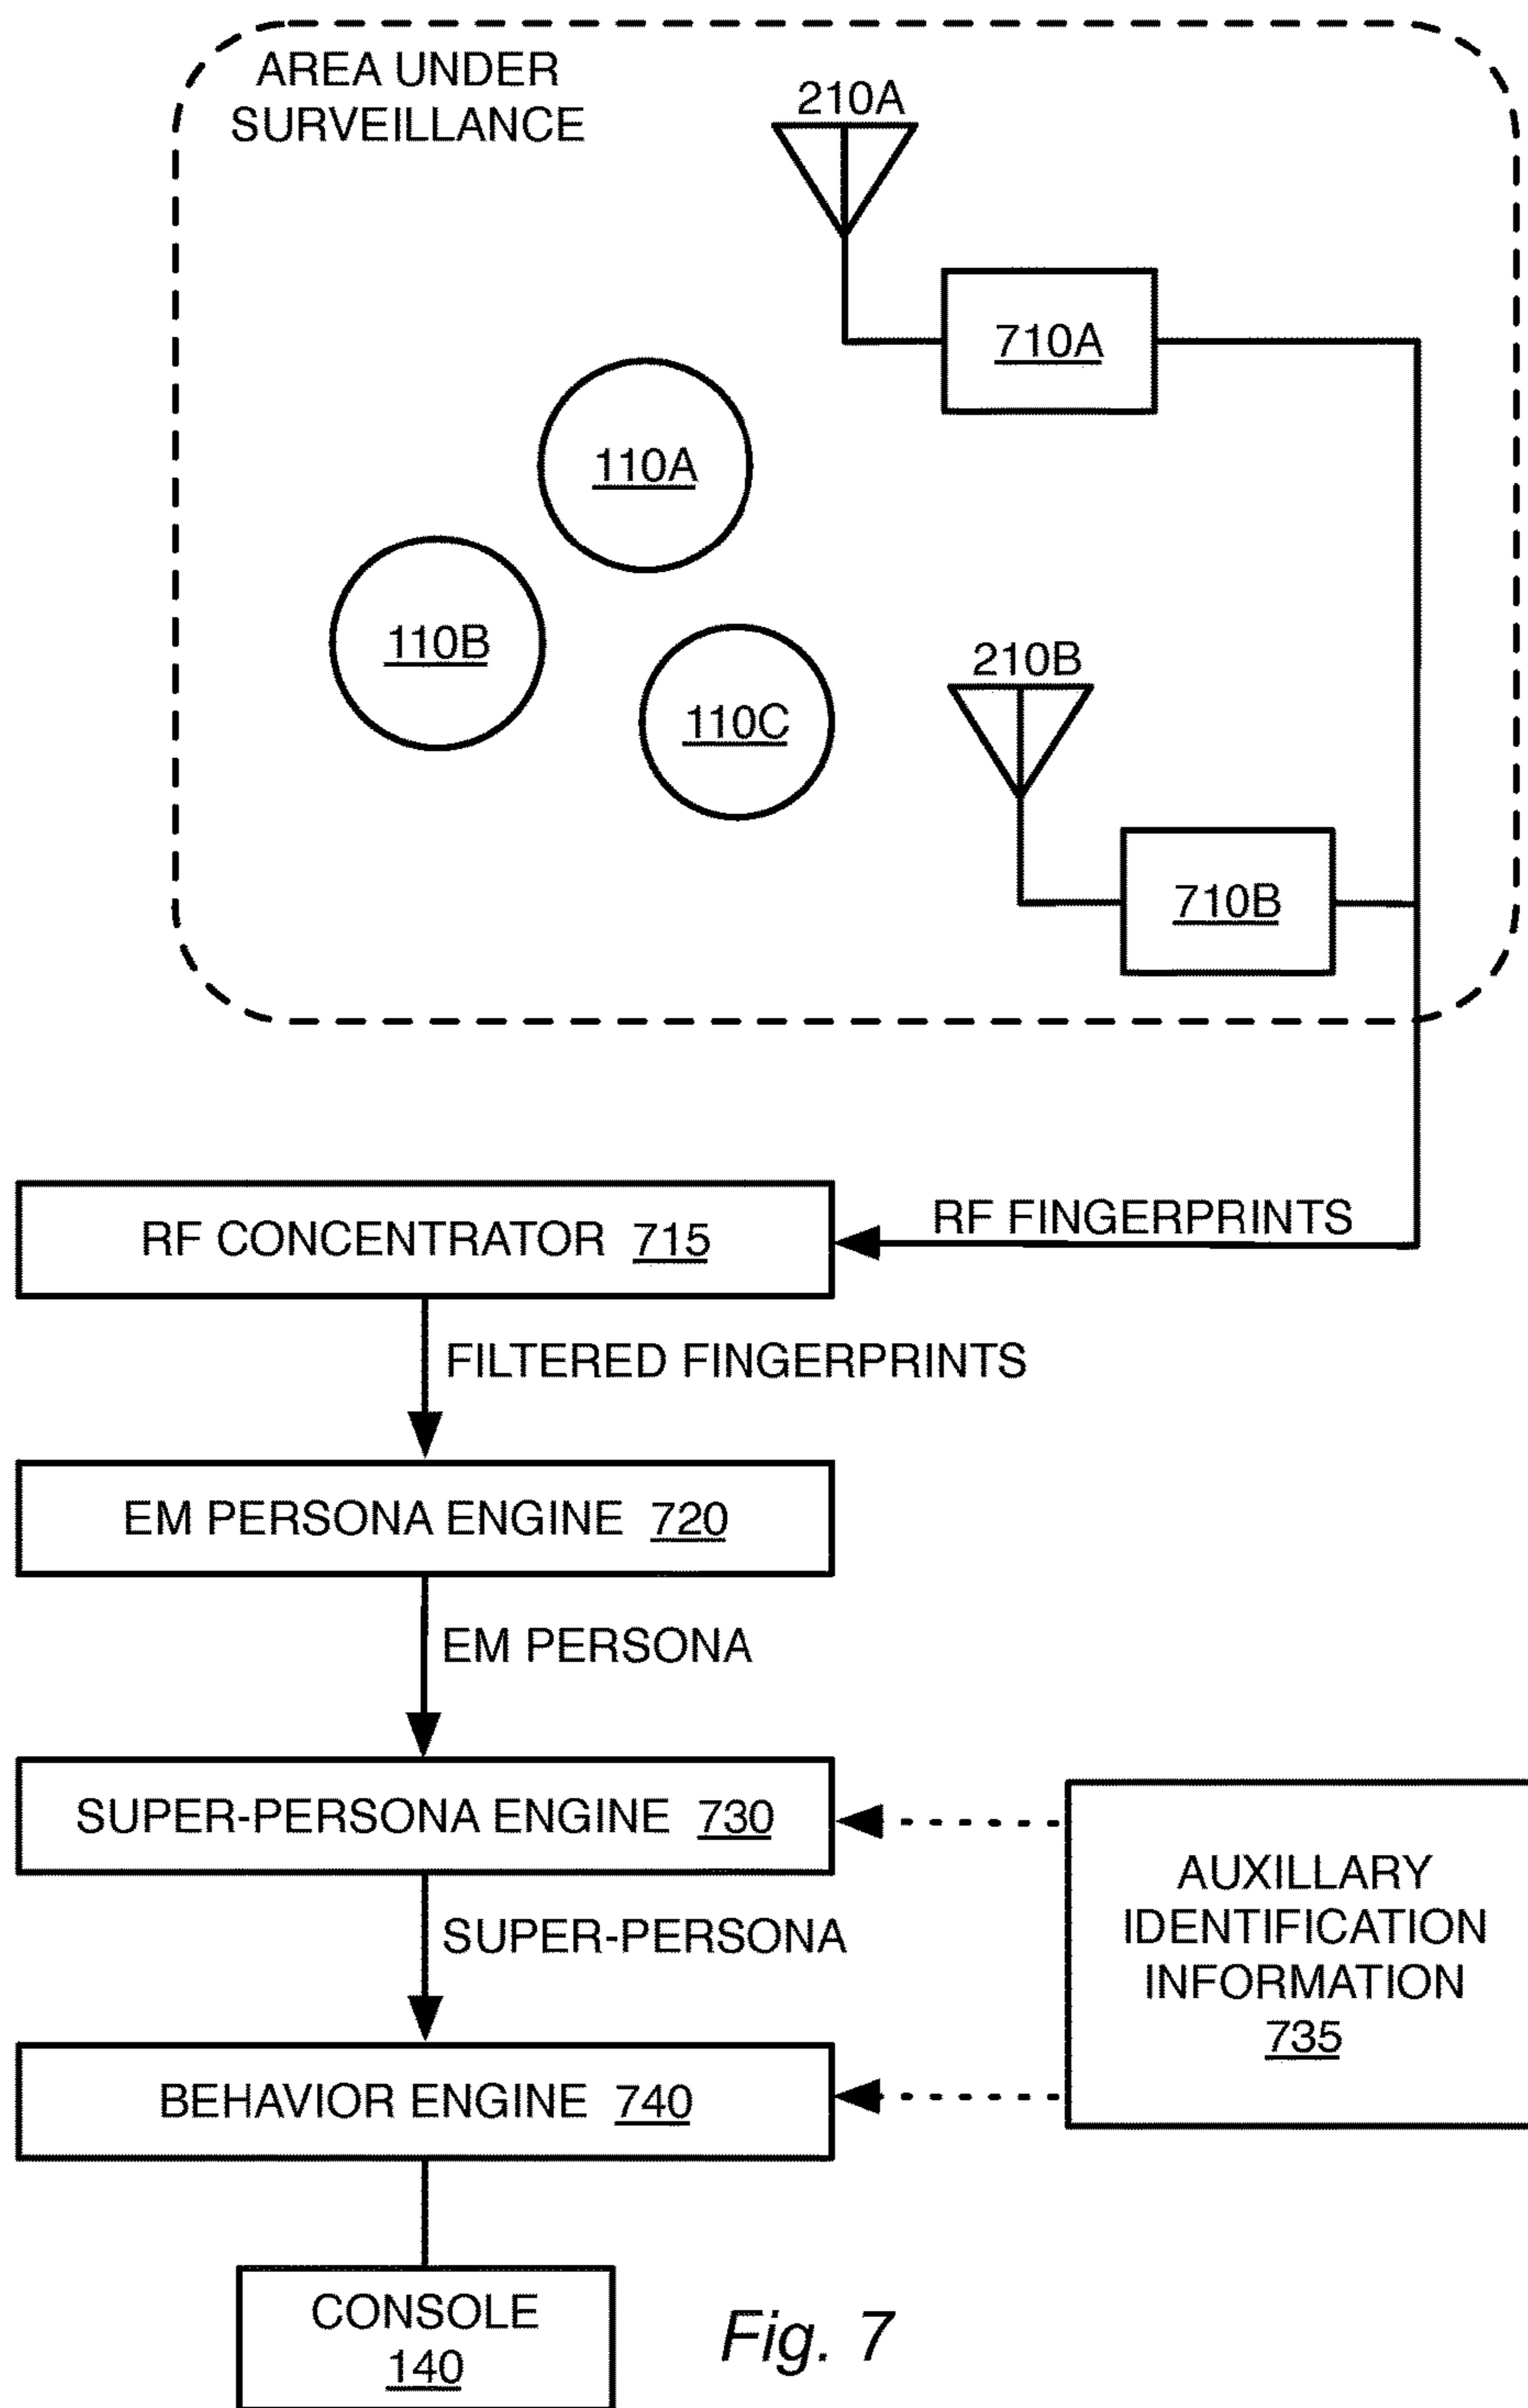 AREA UNDER
SURVEILLANCE
210A
710A
110A
110B
210B
110C
710B
RF FINGERPRINTS
RF CONCENTRATOR 715
FILTERED FINGERPRINTS
EM PERSONA ENGINE 720
EM PERSONA
SUPER-PERSONA ENGINE 730
AUXILLARY
IDENTIFICATION
INFORMATION
735
SUPER-PERSONA
BEHAVIOR ENGINE 740
CONSOLE
140
Fig. 7